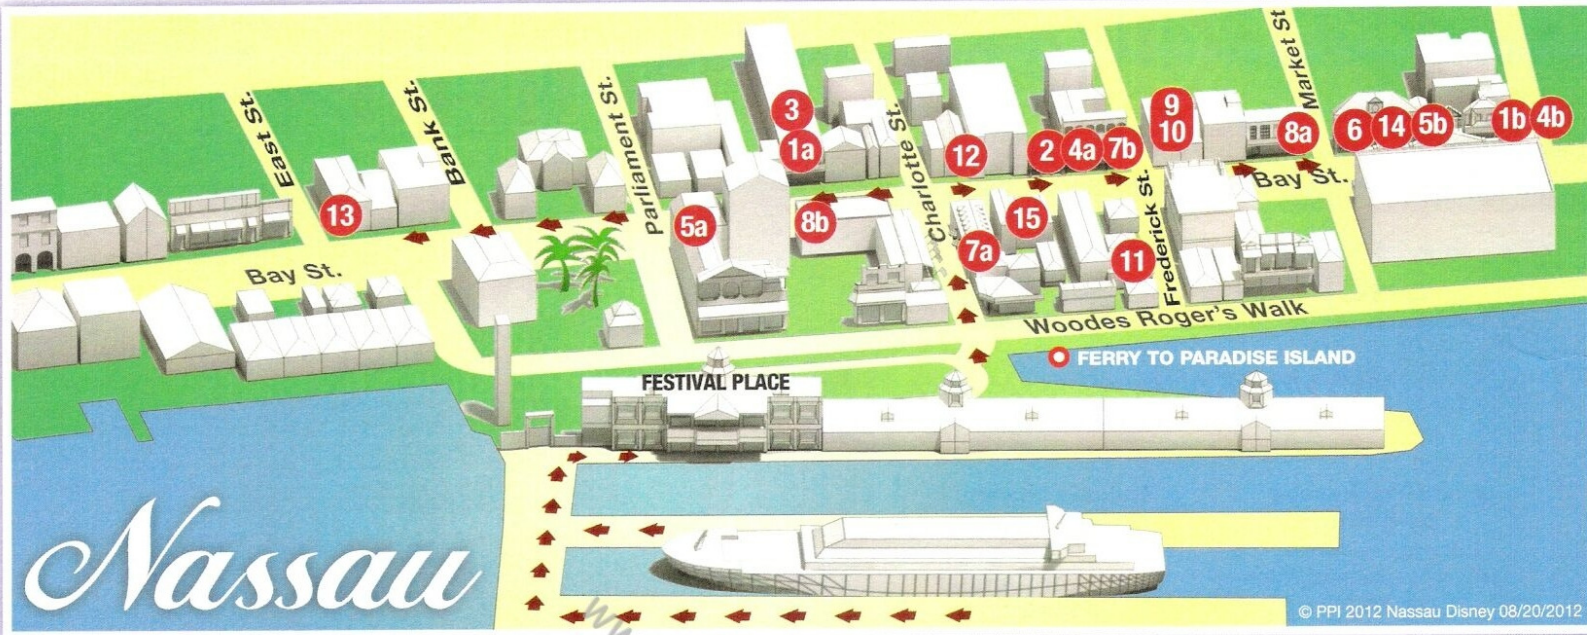 East St.
Bank St.
Parliament St.
Charlotte St.
Frederick St.
Market St
3
1a
12
2
4a
7b
9
10
8a
6
14
5b
1b
4b
13
5a
8b
7a
15
11
Bay St.
Bay St.
Woodes Roger's Walk
FERRY TO PARADISE ISLAND
FESTIVAL PLACE
Nassau
© PPI 2012 Nassau Disney 08/20/2012